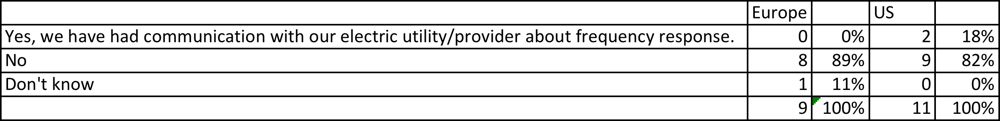 Europe US
Yes, we have had communication with our electric utility/provider about frequency response. 0 0% 2 18%
No 8 89% 9 82%
Don't know 1 11% 0 0%
9 100% 11 100%